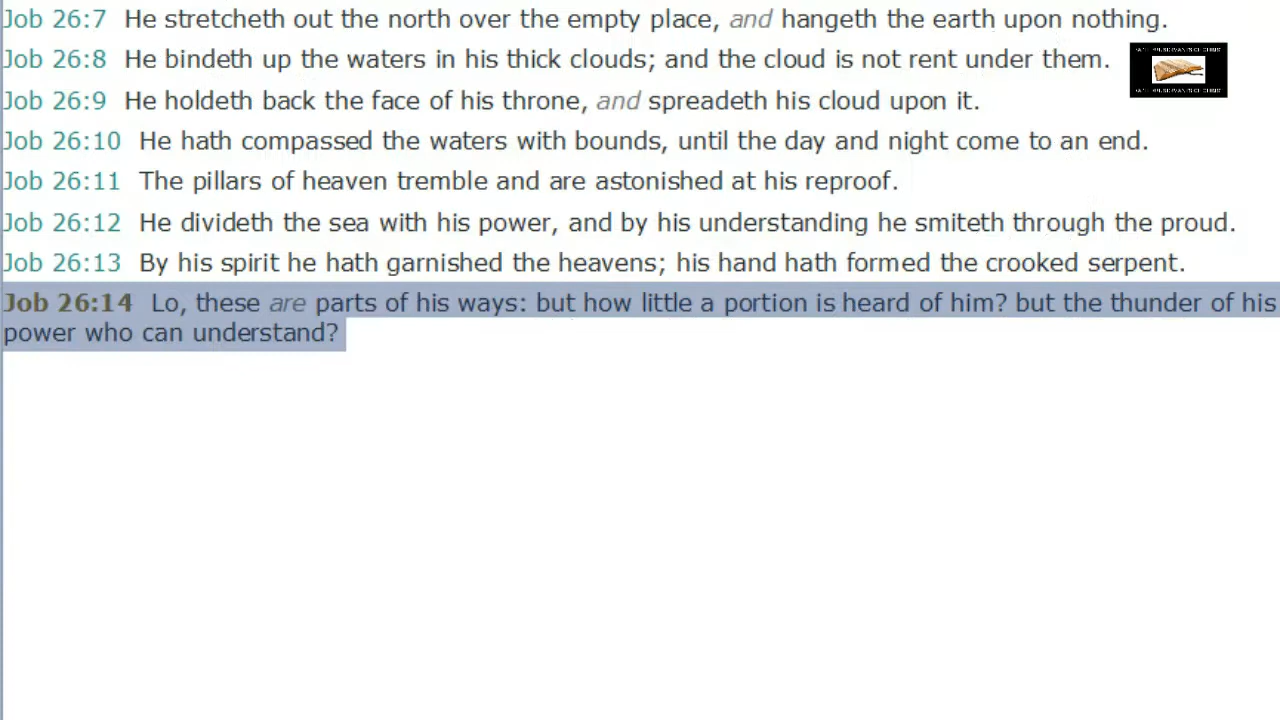 Job 26:7 He stretcheth out the north over the empty place, and hangeth the earth upon nothing.
Job 26:8 He bindeth up the waters in his thick clouds; and the cloud is not rent under them.
Job 26:9 He holdeth back the face of his throne, and spreadeth his cloud upon it.
Job 26:10 He hath compassed the waters with bounds, until the day and night come to an end.
Job 26:11 The pillars of heaven tremble and are astonished at his reproof.
Job 26:12 He divideth the sea with his power, and by his understanding he smiteth through the proud.
Job 26:13 By his spirit he hath garnished the heavens; his hand hath formed the crooked serpent.
Job 26:14 Lo, these are parts of his ways: but how little a portion is heard of him? but the thunder of his
power who can understand?